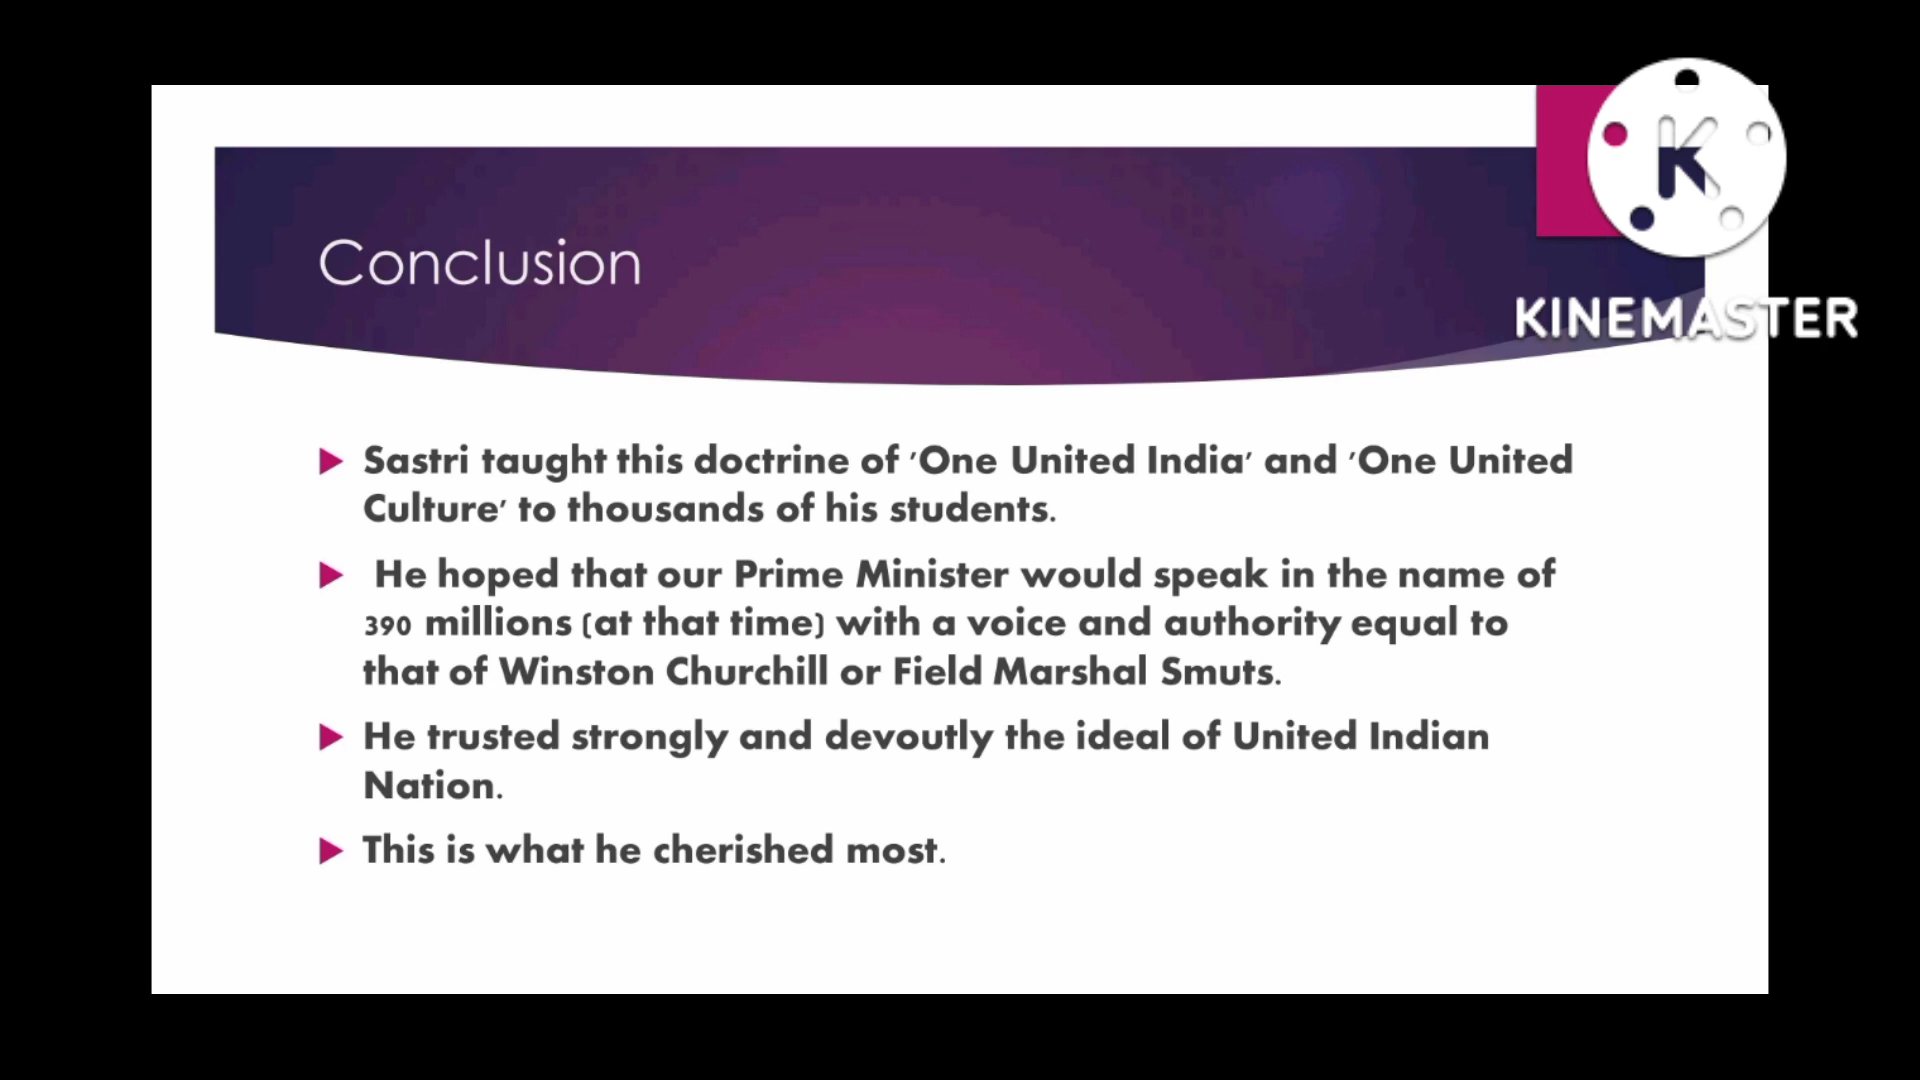 K
KINEMASTER
Conclusion
Sastri taught this doctrine of 'One United India' and 'One United
Culture' to thousands of his students.
He hoped that our Prime Minister would speak in the name of
390 millions (at that time) with a voice and authority equal to
that of Winston Churchill or Field Marshal Smuts.
He trusted strongly and devoutly the ideal of United Indian
Nation.
This is what he cherished most.